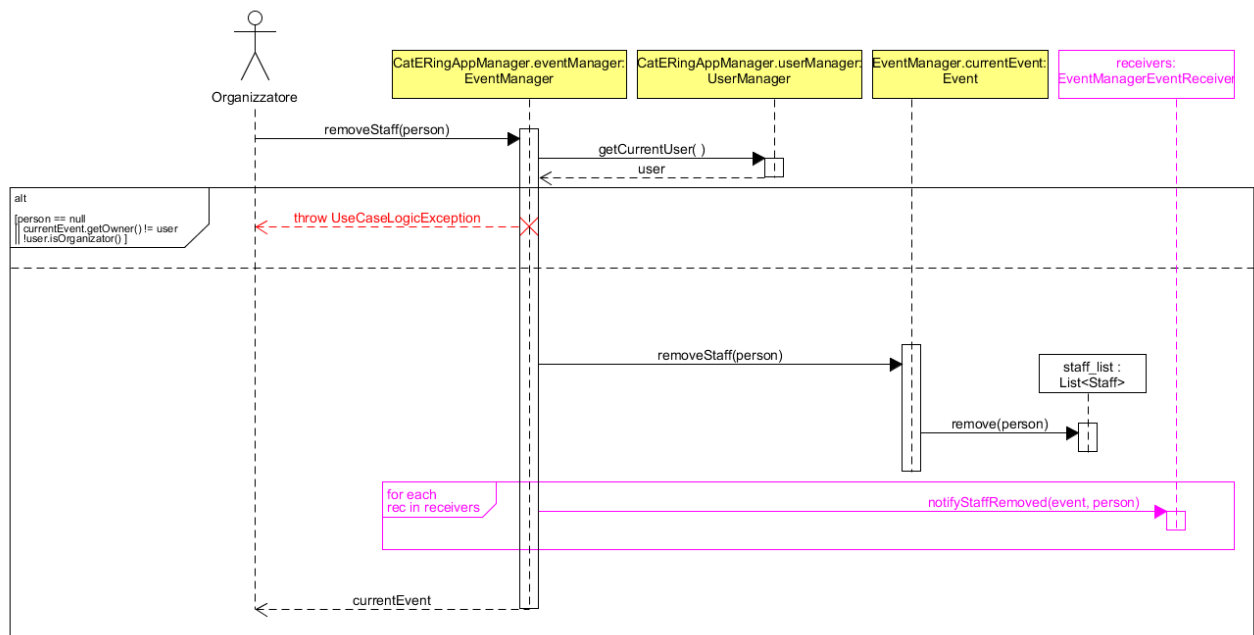 Organizzatore
CatERingAppManager.eventManager:
EventManager
CatERingAppManager.userManager:
UserManager
EventManager.currentEvent:
Event
receivers:
EventManagerEventReceiver
removeStaff(person)
getCurrentUser( )
user
alt
[person == null
|| currentEvent.getOwner() != user
|| !user.isOrganizator() ]
throw UseCaseLogicException
removeStaff(person)
staff_list :
List<Staff>
remove(person)
for each
rec in receivers
notifyStaffRemoved(event, person)
currentEvent